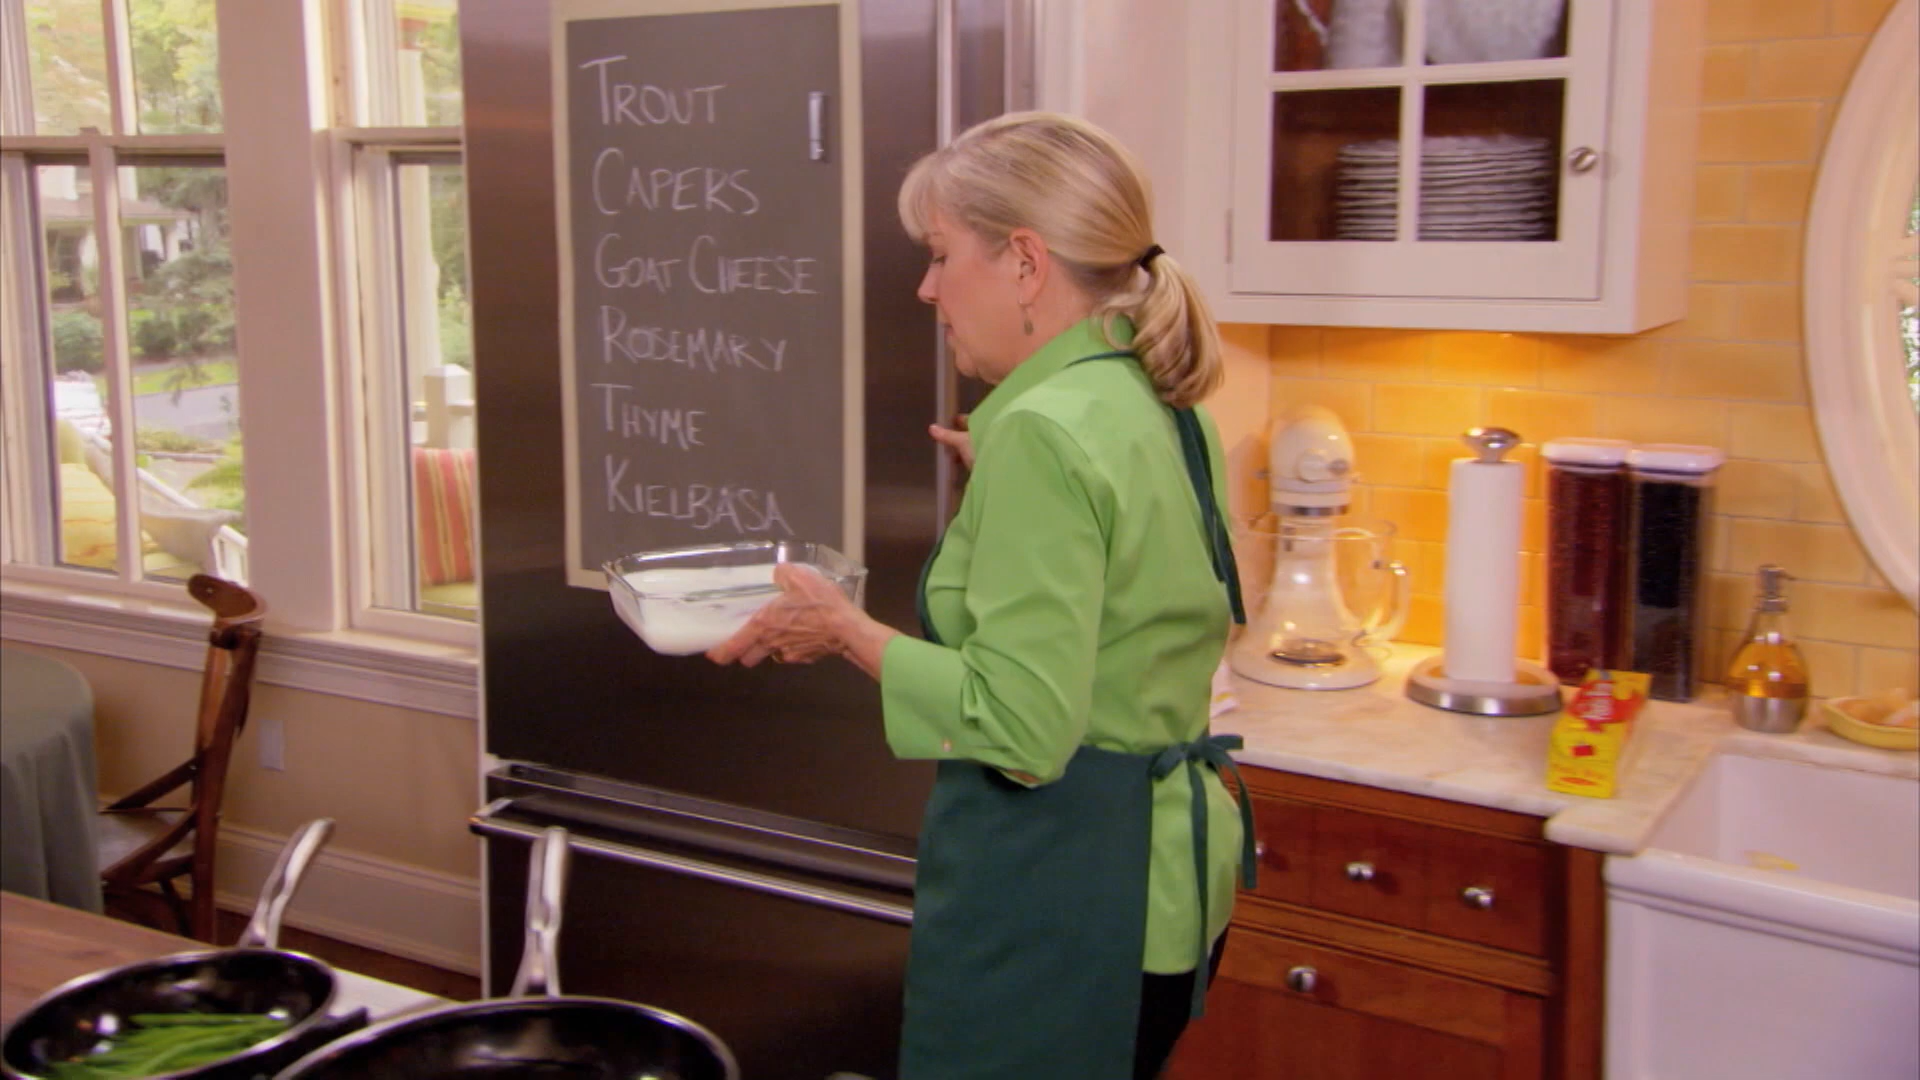 TROUT
CAPERS
GOAT CHEESE
ROSEMARY
THYME
KIELBASA